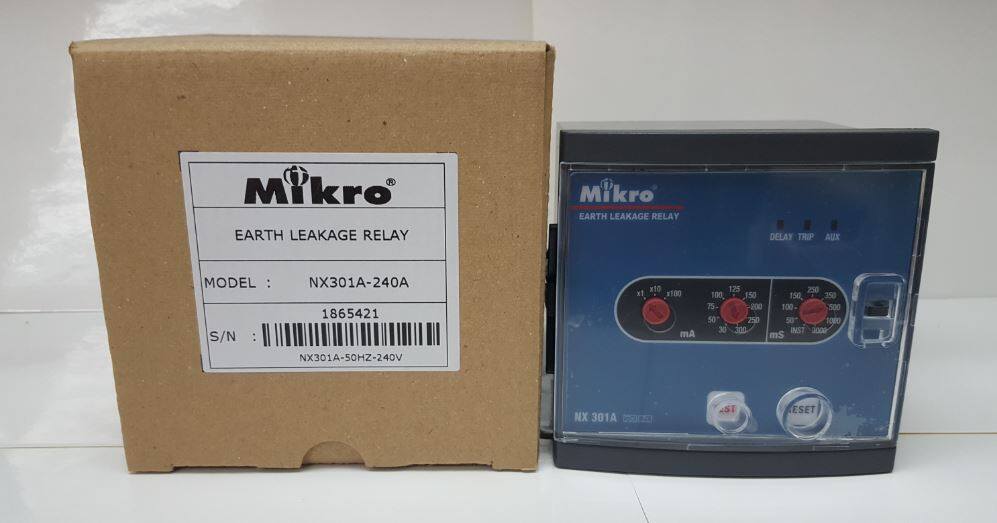 Mikro®
EARTH LEAKAGE RELAY
MODEL : NX301A-240A
1865421
S/N :
NX301A-50HZ-240V
Mikro®
EARTH LEAKAGE RELAY
DELAY TRIP AUX
x1 x10 x100
mA
30 50 75 100 125 150 200 250 300
mS
INST 50 100 150 250 350 500 1000 3000
NX 301A
RESET